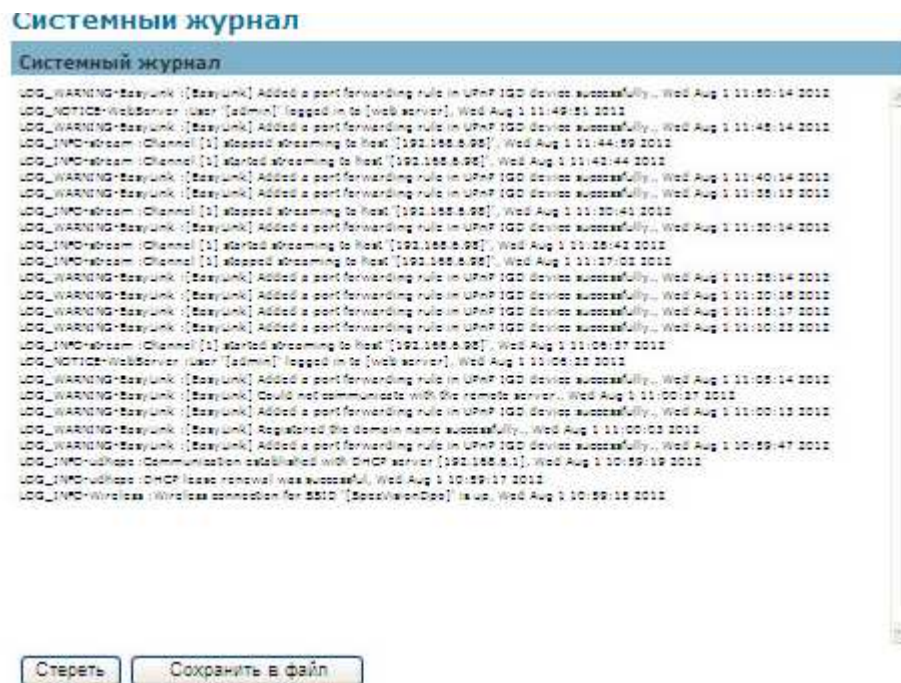 Системный журнал
Системный журнал
LOG_WARNING-EasyLink :[EasyLink] Added a port forwarding rule in UPnP IGD device successfully., Wed Aug 1 11:50:14 2012
LOG_NOTICE-WebServer :User "[admin]" logged in to [web server], Wed Aug 1 11:49:51 2012
LOG_WARNING-EasyLink :[EasyLink] Added a port forwarding rule in UPnP IGD device successfully., Wed Aug 1 11:45:14 2012
LOG_INFO-stream :Channel [1] stopped streaming to host "[192.168.6.98]", Wed Aug 1 11:44:59 2012
LOG_INFO-stream :Channel [1] started streaming to host "[192.168.6.98]", Wed Aug 1 11:42:44 2012
LOG_WARNING-EasyLink :[EasyLink] Added a port forwarding rule in UPnP IGD device successfully., Wed Aug 1 11:40:14 2012
LOG_WARNING-EasyLink :[EasyLink] Added a port forwarding rule in UPnP IGD device successfully., Wed Aug 1 11:35:13 2012
LOG_INFO-stream :Channel [1] stopped streaming to host "[192.168.6.98]", Wed Aug 1 11:30:41 2012
LOG_WARNING-EasyLink :[EasyLink] Added a port forwarding rule in UPnP IGD device successfully., Wed Aug 1 11:30:14 2012
LOG_INFO-stream :Channel [1] started streaming to host "[192.168.6.98]", Wed Aug 1 11:28:42 2012
LOG_INFO-stream :Channel [1] stopped streaming to host "[192.168.6.98]", Wed Aug 1 11:27:02 2012
LOG_WARNING-EasyLink :[EasyLink] Added a port forwarding rule in UPnP IGD device successfully., Wed Aug 1 11:25:14 2012
LOG_WARNING-EasyLink :[EasyLink] Added a port forwarding rule in UPnP IGD device successfully., Wed Aug 1 11:20:18 2012
LOG_WARNING-EasyLink :[EasyLink] Added a port forwarding rule in UPnP IGD device successfully., Wed Aug 1 11:15:17 2012
LOG_WARNING-EasyLink :[EasyLink] Added a port forwarding rule in UPnP IGD device successfully., Wed Aug 1 11:10:23 2012
LOG_INFO-stream :Channel [1] started streaming to host "[192.168.6.98]", Wed Aug 1 11:06:37 2012
LOG_NOTICE-WebServer :User "[admin]" logged in to [web server], Wed Aug 1 11:06:22 2012
LOG_WARNING-EasyLink :[EasyLink] Added a port forwarding rule in UPnP IGD device successfully., Wed Aug 1 11:05:14 2012
LOG_WARNING-EasyLink :[EasyLink] Could not communicate with the remote server., Wed Aug 1 11:00:37 2012
LOG_WARNING-EasyLink :[EasyLink] Added a port forwarding rule in UPnP IGD device successfully., Wed Aug 1 11:00:13 2012
LOG_WARNING-EasyLink :[EasyLink] Registered the domain name successfully., Wed Aug 1 11:00:03 2012
LOG_WARNING-EasyLink :[EasyLink] Added a port forwarding rule in UPnP IGD device successfully., Wed Aug 1 10:59:47 2012
LOG_INFO-udhcpc :Communication established with DHCP server [192.168.6.1], Wed Aug 1 10:59:19 2012
LOG_INFO-udhcpc :DHCP lease renewal was successful, Wed Aug 1 10:59:17 2012
LOG_INFO-Wireless :Wireless connection for SSID is up, Wed Aug 1 10:59:15 2012
Стереть
Сохранить в файл